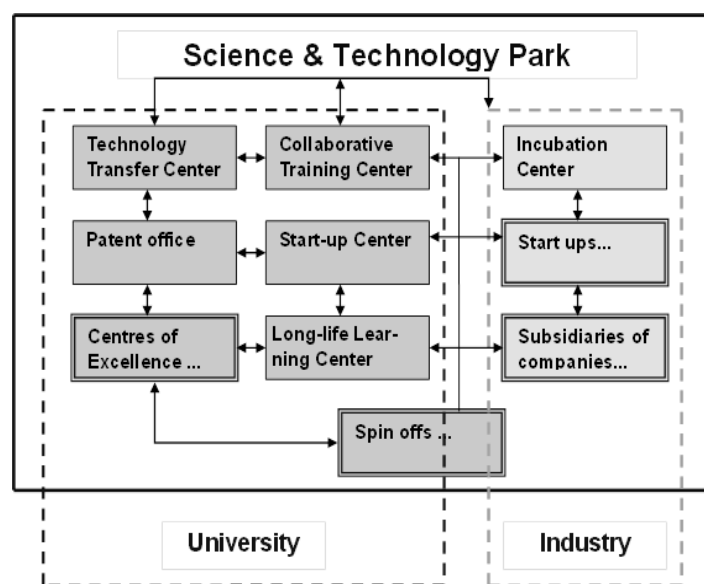 Science & Technology Park
Technology
Transfer Center
Collaborative
Training Center
Incubation
Center
Patent office
Start-up Center
Start ups...
Centres of
Excellence ...
Long-life Lear-
ning Center
Subsidiaries of
companies...
Spin offs ...
University
Industry